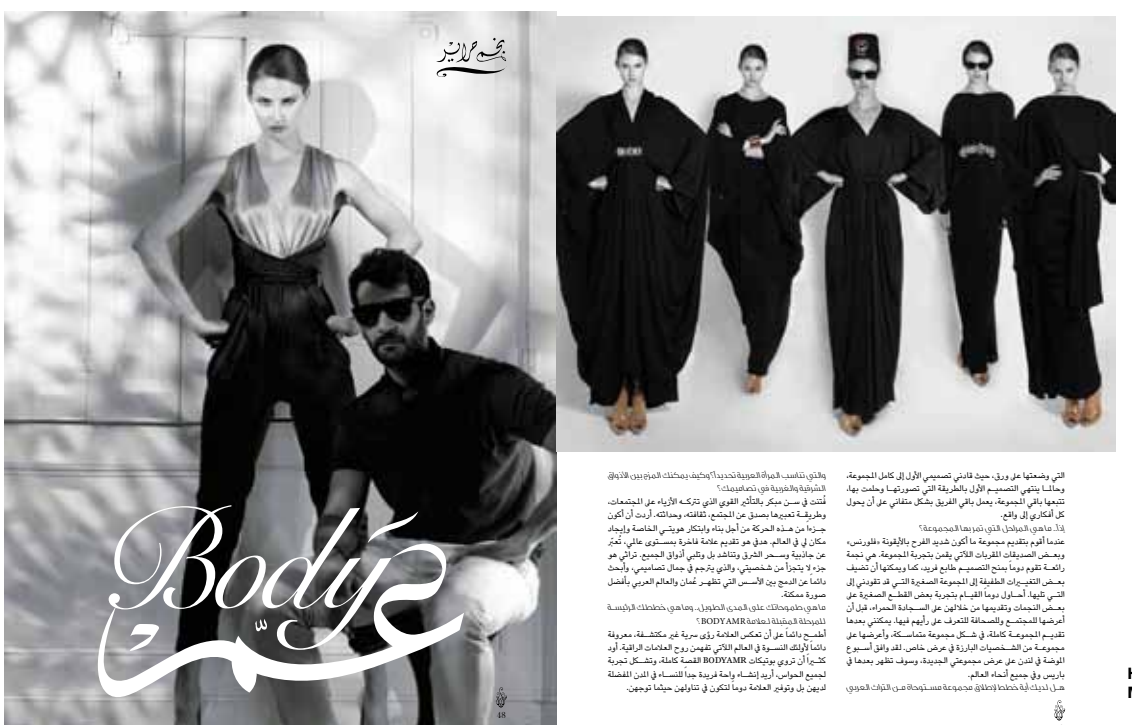 بخم حراير
Body
عمر
48
التي وضعتها على ورق، حيث قادني تصميمي الأول إلى كامل المجموعة،
وحالما ينتهي التصميم الأول بالطريقة التي تصورتها وحلمت بها،
تتبعها باقي المجموعة، يعمل باقي الفريق بشكل متفاني على أن يحول
كل أفكاري إلى واقع.
إذاً.. ما هي المراحل التي تمر بها المجموعة؟
عندما أقوم بتقديم مجموعة ما أكون شديد الفرح بالأيقونة «فلورنس»
وبعض الصديقات المقربات اللآتي يقمن بتجربة المجموعة. هي نجمة
رائعة تقوم دوماً بمنح التصميم طابع فريد، كما ويمكنها أن تضيف
بعض التغييرات الطفيفة إلى المجموعة الصغيرة التي قد تقودني إلى
التي تليها. أحاول دوماً القيام بتجربة بعض القطع الصغيرة على
بعض النجمات وتقديمها من خلالهن على السجادة الحمراء، قبل أن
أعرضها للمجتمع وللصحافة للتعرف على رأيهم فيها. يمكنني بعدها
تقديم المجموعة كاملة، في شكل مجموعة متماسكة، وأعرضها على
مجموعة من الشخصيات البارزة في عرض خاص. لقد وافق أسبوع
الموضة في لندن على عرض مجموعتي الجديدة، وسوف تظهر بعدها في
باريس وفي جميع أنحاء العالم.
هل لديك أية خطط لإطلاق مجموعة مستوحاة من التراث العربي
والتي تناسب المرأة العربية تحديداً؟ وكيف يمكنك المزج بين الأذواق
الشرقية والغربية في تصاميمك؟
فُتنت في سن مبكر بالتأثير القوي الذي تتركه الأزياء على المجتمعات،
وطريقة تعبيرها بصدق عن المجتمع، ثقافته، وحداثته. أردت أن أكون
جزءا من هذه الحركة من أجل بناء وابتكار هويتي الخاصة وإيجاد
مكان لي في العالم. هدفي هو تقديم علامة فاخرة بمستوى عالي، تُعبّر
عن جاذبية وسحر الشرق وتناشد بل وتلبي أذواق الجميع. تراثي هو
جزء لا يتجزأ من شخصيتي، والذي يترجم في جمال تصاميمي، وأبحث
دائما عن الدمج بين الأسس التي تظهر عُمان والعالم العربي بأفضل
صورة ممكنة.
ما هي طموحاتك على المدى الطويل.. وما هي خططك الرئيسة
للمرحلة المقبلة لعلامة BODYAMR؟
أطمح دائماً على أن تعكس العلامة رؤى سرية غير مكتشفة، معروفة
دائما لأولئك النسوة في العالم اللآتي تفهمن روح العلامات الراقية. أود
كثيراً أن تروي بوتيكات BODYAMR القصة كاملة، وتشكل تجربة
لجميع الحواس، أريد إنشاء واحة فريدة جداً للنساء في المدن المفضلة
لديهن بل وتوفير العلامة دوما لتكون في تناولهن حيثما توجهن.